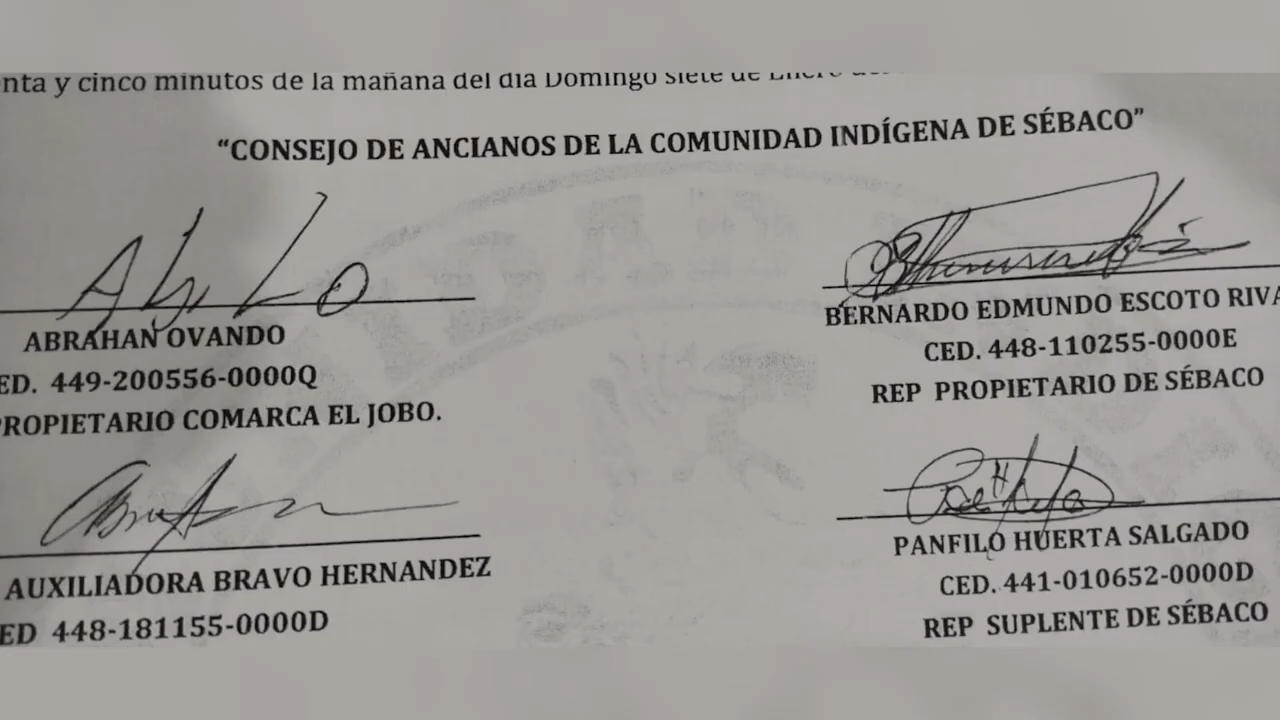 nta y cinco minutos de la mañana del día Domingo siete de Enero
“CONSEJO DE ANCIANOS DE LA COMUNIDAD INDÍGENA DE SÉBACO”
ABRAHAN OVANDO
ED. 449-200556-0000Q
PROPIETARIO COMARCA EL JOBO.
BERNARDO EDMUNDO ESCOTO RIVA
CED. 448-110255-0000E
REP PROPIETARIO DE SÉBACO
AUXILIADORA BRAVO HERNANDEZ
ED 448-181155-0000D
PANFILO HUERTA SALGADO
CED. 441-010652-0000D
REP SUPLENTE DE SÉBACO